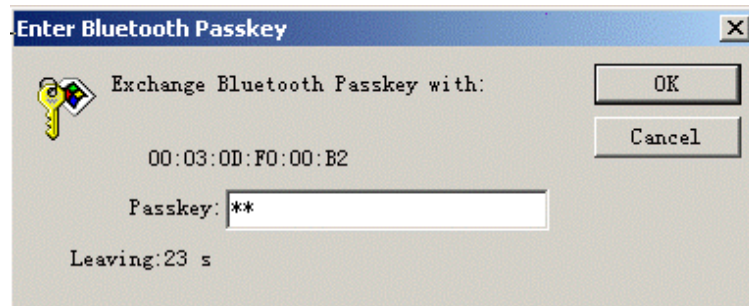 Enter Bluetooth Passkey
Exchange Bluetooth Passkey with:
OK
Cancel
00:03:0D:F0:00:B2
Passkey: **
Leaving:23 s